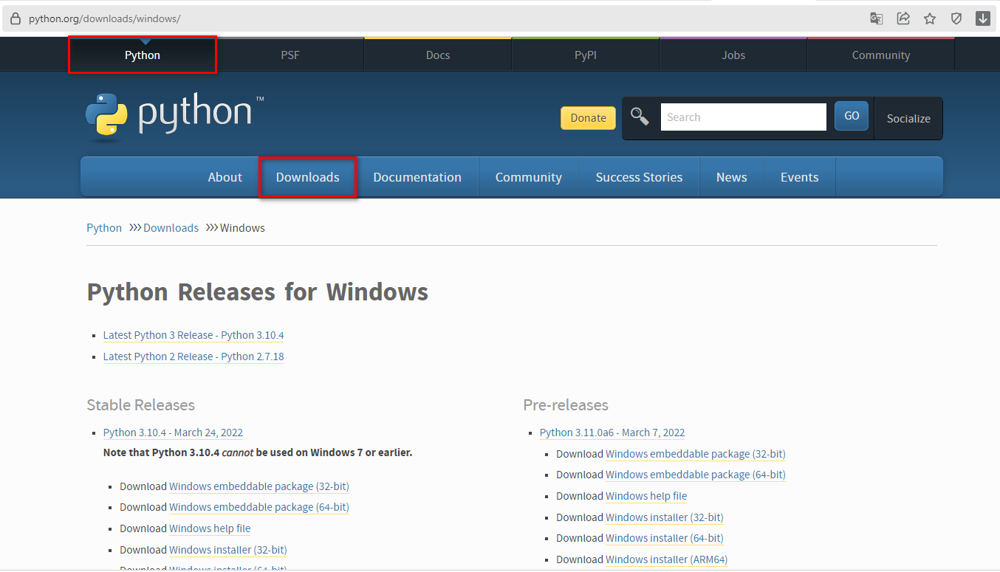 python.org/downloads/windows/
Python
PSF
Docs
PyPI
Jobs
Community
python™
Donate
Search
GO
Socialize
About
Downloads
Documentation
Community
Success Stories
News
Events
Python >>> Downloads >>> Windows
Python Releases for Windows
Latest Python 3 Release - Python 3.10.4
Latest Python 2 Release - Python 2.7.18
Stable Releases
Python 3.10.4 - March 24, 2022
Note that Python 3.10.4 cannot be used on Windows 7 or earlier.
Download Windows embeddable package (32-bit)
Download Windows embeddable package (64-bit)
Download Windows help file
Download Windows installer (32-bit)
Download Windows installer (64-bit)
Pre-releases
Python 3.11.0a6 - March 7, 2022
Download Windows embeddable package (32-bit)
Download Windows embeddable package (64-bit)
Download Windows help file
Download Windows installer (32-bit)
Download Windows installer (64-bit)
Download Windows installer (ARM64)